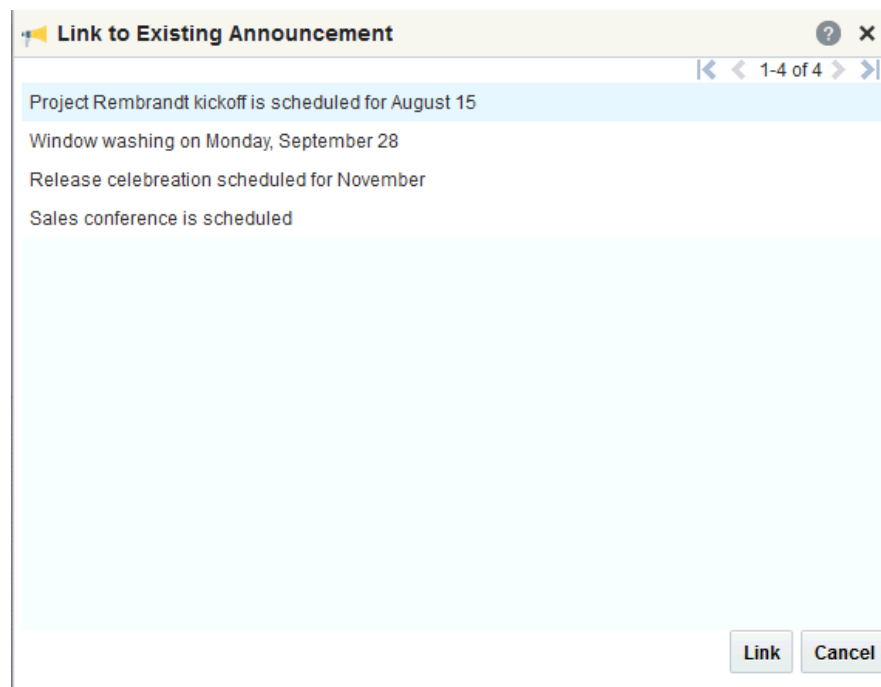 Link to Existing Announcement
1-4 of 4
Project Rembrandt kickoff is scheduled for August 15
Window washing on Monday, September 28
Release celebreation scheduled for November
Sales conference is scheduled
Link Cancel